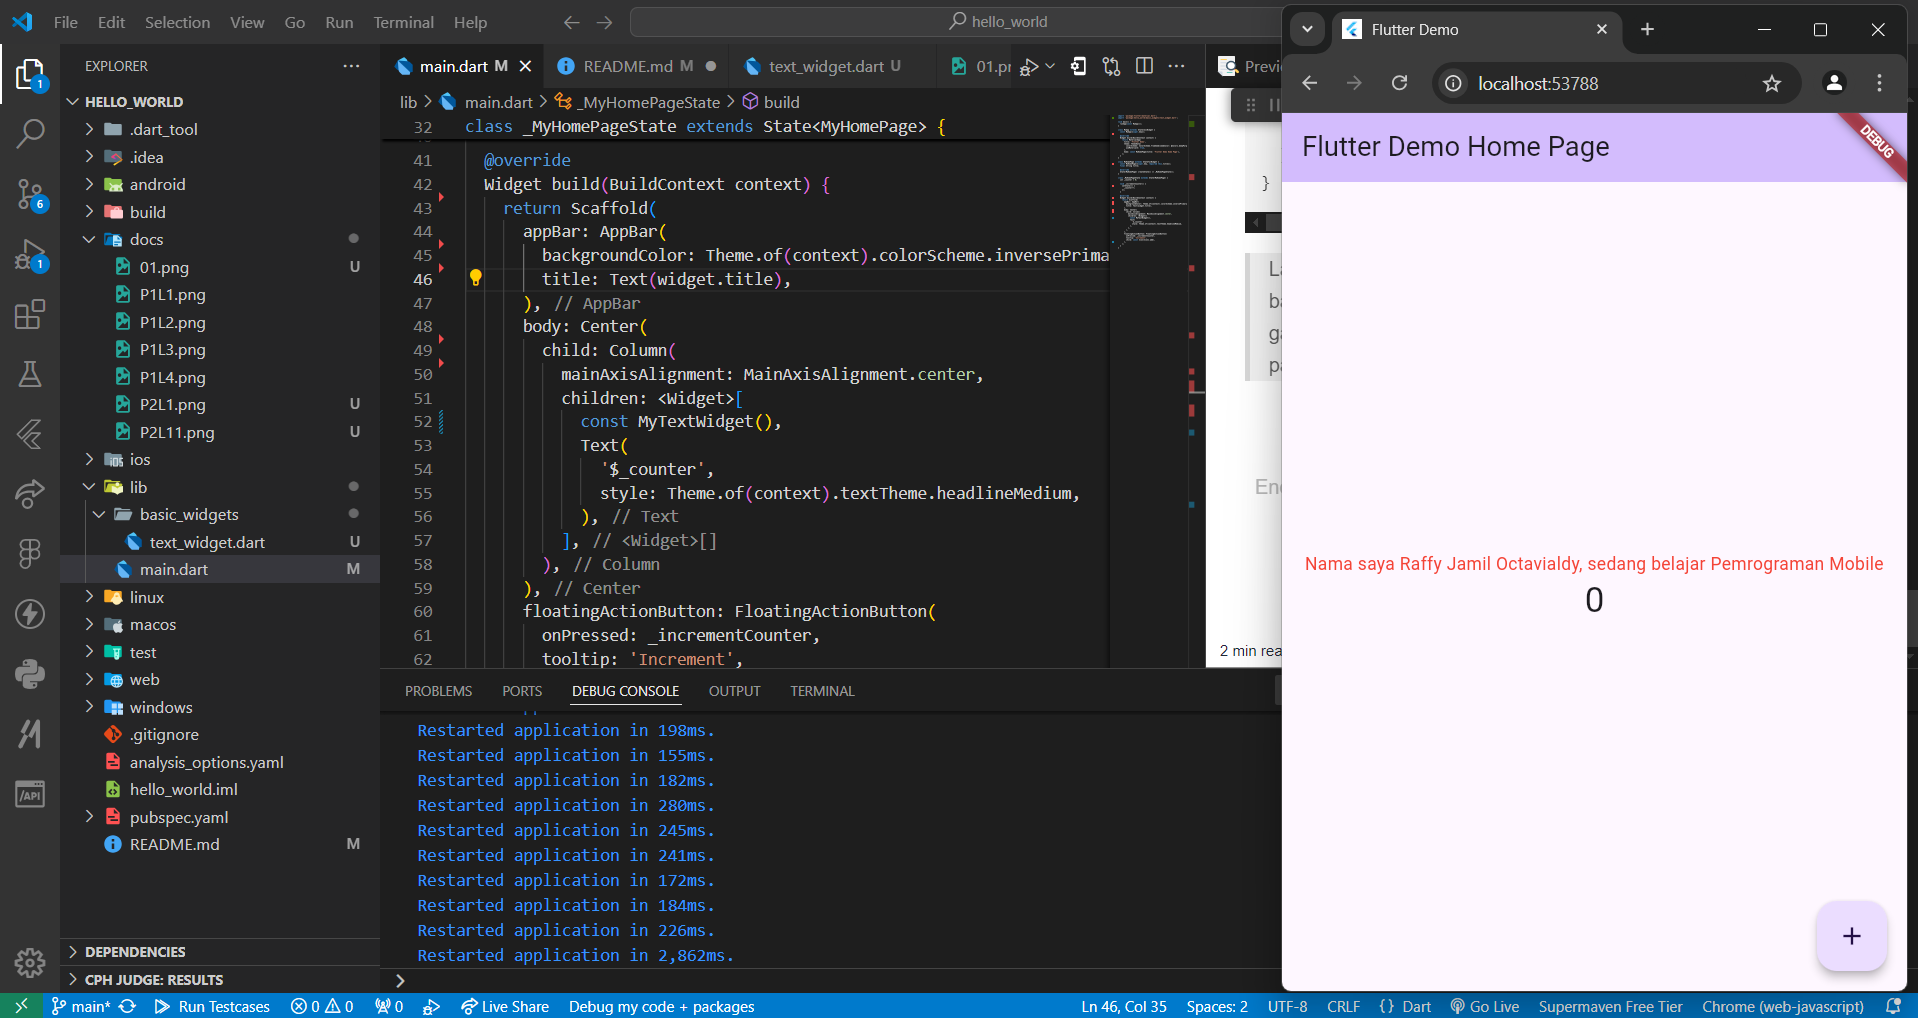 File Edit Selection View Go Run Terminal Help
hello_world
EXPLORER
HELLO_WORLD
.dart_tool
.idea
android
build
docs
01.png U
P1L1.png
P1L2.png
P1L3.png
P1L4.png
P2L1.png U
P2L11.png U
ios
lib
basic_widgets
text_widget.dart U
main.dart M
linux
macos
test
web
windows
.gitignore
analysis_options.yaml
hello_world.iml
pubspec.yaml
README.md M
DEPENDENCIES
CPH JUDGE: RESULTS
1
6
1
/API
main.dart M
README.md M
text_widget.dart U
01.pr
lib > main.dart > _MyHomePageState > build
32 class _MyHomePageState extends State<MyHomePage> {
41 @override
42 Widget build(BuildContext context) {
43 return Scaffold(
44 appBar: AppBar(
45 backgroundColor: Theme.of(context).colorScheme.inversePrima
46 title: Text(widget.title),
47 ), // AppBar
48 body: Center(
49 child: Column(
50 mainAxisAlignment: MainAxisAlignment.center,
51 children: <Widget>[
52 const MyTextWidget(),
53 Text(
54 '$_counter',
55 style: Theme.of(context).textTheme.headlineMedium,
56 ), // Text
57 ], // <Widget>[]
58 ), // Column
59 ), // Center
60 floatingActionButton: FloatingActionButton(
61 onPressed: _incrementCounter,
62 tooltip: 'Increment',
PROBLEMS PORTS DEBUG CONSOLE OUTPUT TERMINAL
Restarted application in 198ms.
Restarted application in 155ms.
Restarted application in 182ms.
Restarted application in 280ms.
Restarted application in 245ms.
Restarted application in 241ms.
Restarted application in 172ms.
Restarted application in 184ms.
Restarted application in 226ms.
Restarted application in 2,862ms.
>
Previ
}
La
ba
ga
pa
End
2 min rea
Flutter Demo
localhost:53788
Flutter Demo Home Page
DEBUG
Nama saya Raffy Jamil Octavialdy, sedang belajar Pemrograman Mobile
0
+
main* Run Testcases 0 0 0 Live Share Debug my code + packages Ln 46, Col 35 Spaces: 2 UTF-8 CRLF {} Dart Go Live Supermaven Free Tier Chrome (web-javascript)